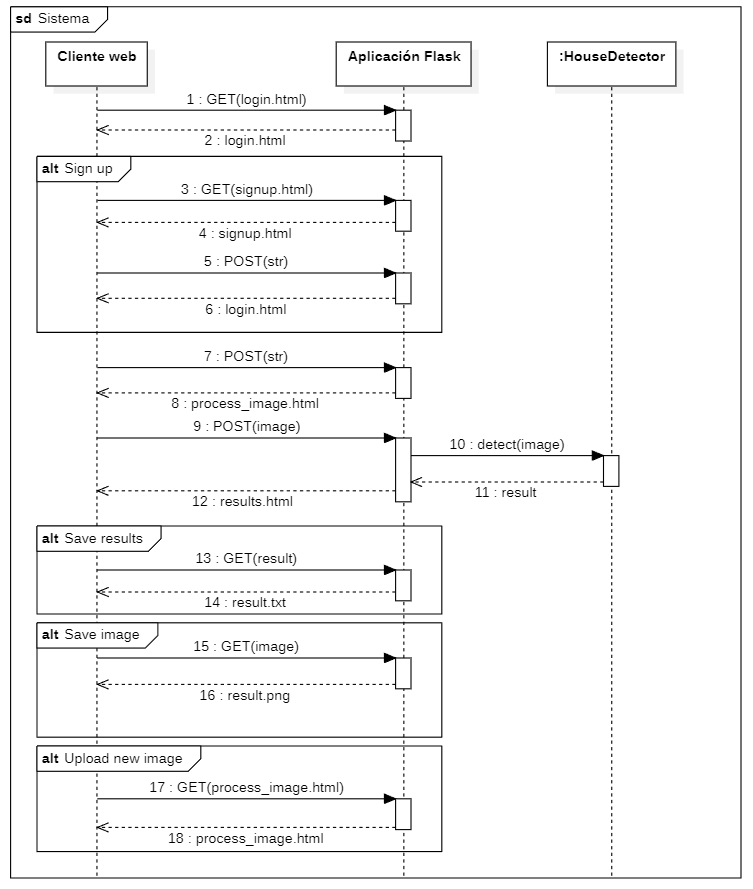 sd Sistema
Cliente web
Aplicación Flask
:HouseDetector
1 : GET(login.html)
2 : login.html
alt Sign up
3 : GET(signup.html)
4 : signup.html
5 : POST(str)
6 : login.html
7 : POST(str)
8 : process_image.html
9 : POST(image)
10 : detect(image)
11 : result
12 : results.html
alt Save results
13 : GET(result)
14 : result.txt
alt Save image
15 : GET(image)
16 : result.png
alt Upload new image
17 : GET(process_image.html)
18 : process_image.html